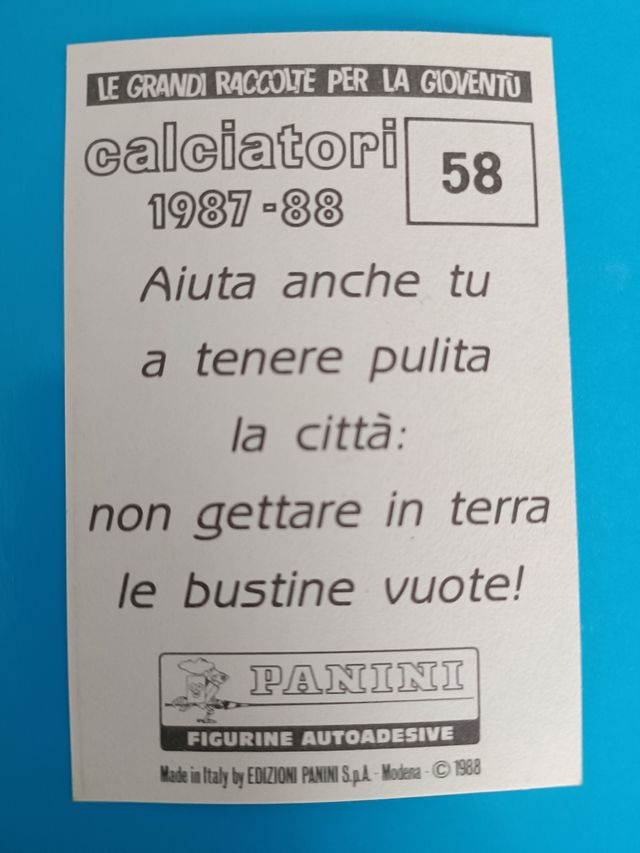 LE GRANDI RACCOLTE PER LA GIOVENTÙ
calciatori
1987-88
58
Aiuta anche tu
a tenere pulita
la città:
non gettare in terra
le bustine vuote!
PANINI
FIGURINE AUTOADESIVE
Made in Italy by EDIZIONI PANINI S.p.A. - Modena - © 1988